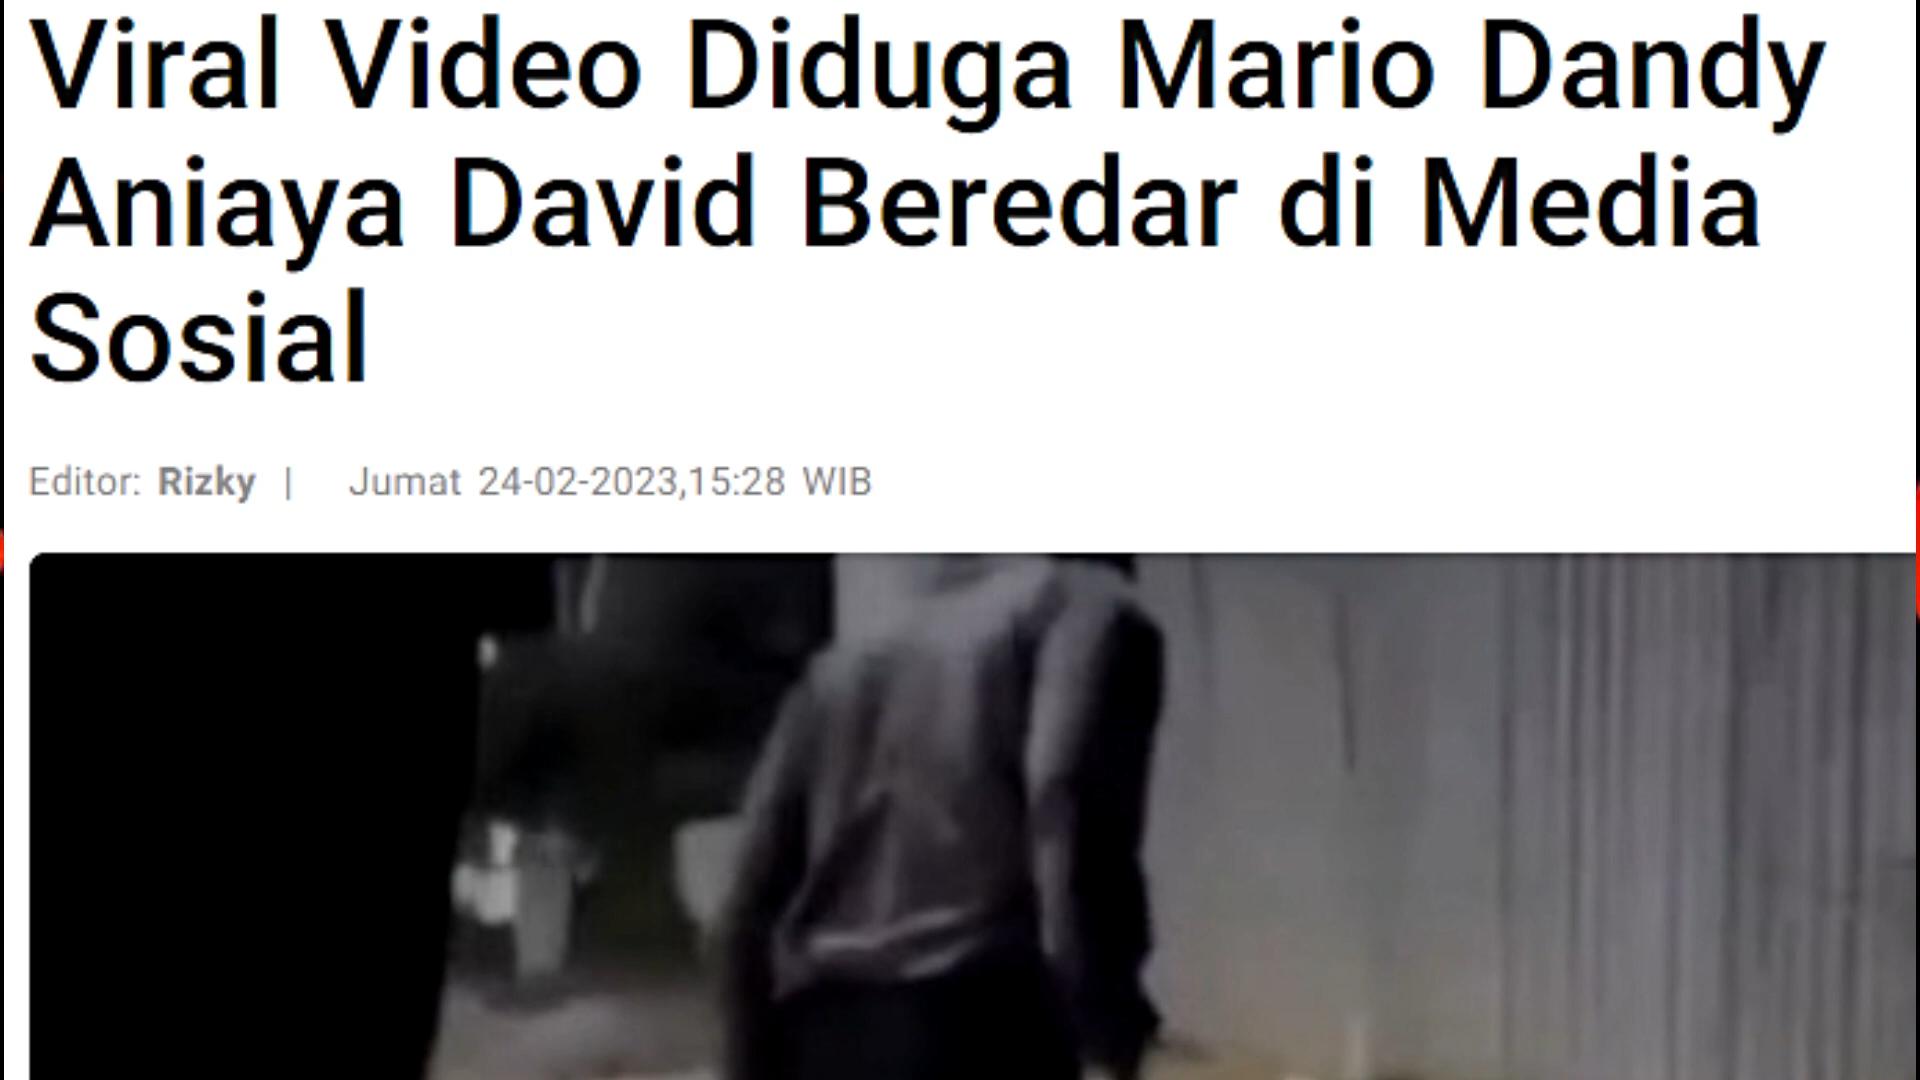 Viral Video Diduga Mario Dandy
Aniaya David Beredar di Media
Sosial
Editor: Rizky | Jumat 24-02-2023,15:28 WIB